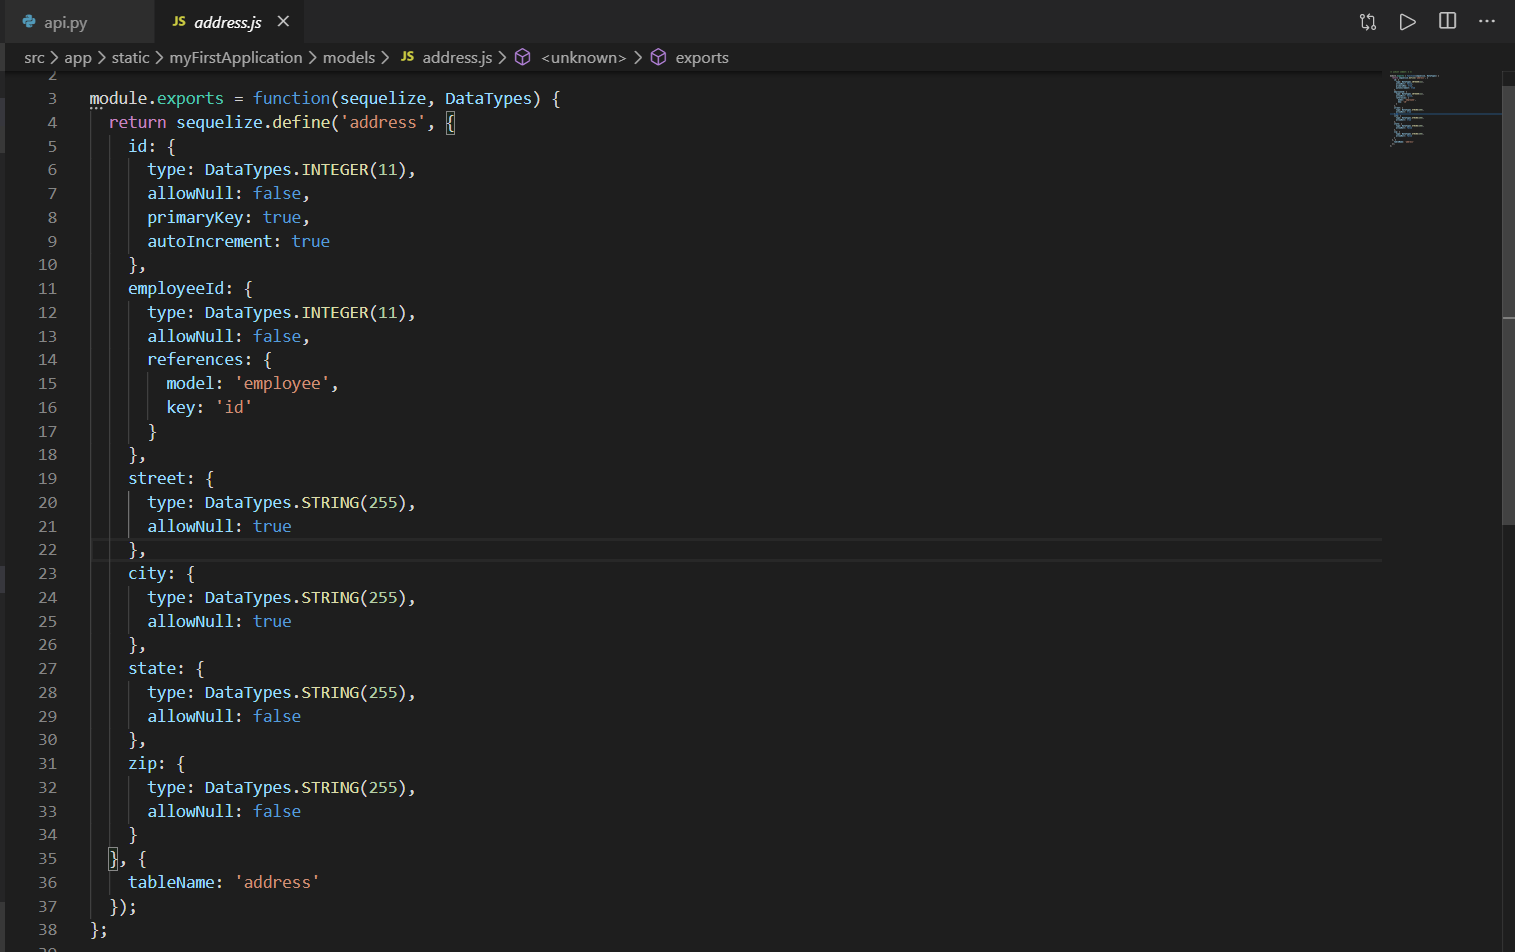 api.py JS address.js
src > app > static > myFirstApplication > models > JS address.js > <unknown> > exports
2
3 module.exports = function(sequelize, DataTypes) {
4   return sequelize.define('address', {
5     id: {
6       type: DataTypes.INTEGER(11),
7       allowNull: false,
8       primaryKey: true,
9       autoIncrement: true
10     },
11     employeeId: {
12       type: DataTypes.INTEGER(11),
13       allowNull: false,
14       references: {
15         model: 'employee',
16         key: 'id'
17       }
18     },
19     street: {
20       type: DataTypes.STRING(255),
21       allowNull: true
22     },
23     city: {
24       type: DataTypes.STRING(255),
25       allowNull: true
26     },
27     state: {
28       type: DataTypes.STRING(255),
29       allowNull: false
30     },
31     zip: {
32       type: DataTypes.STRING(255),
33       allowNull: false
34     }
35   }, {
36     tableName: 'address'
37   });
38 };
39